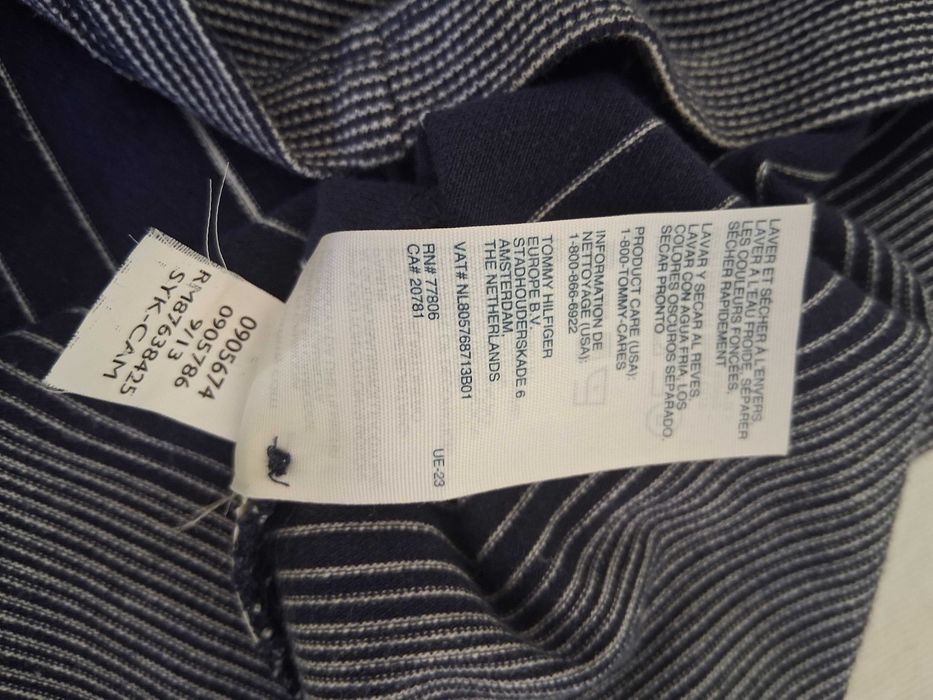 LAVER ET SÉCHER À L'ENVERS.
LAVER À L'EAU FROIDE, SÉPARER
LES COULEURS FONCÉES,
SÉCHER RAPIDEMENT
LAVAR Y SECAR AL REVES,
LAVAR CON AGUA FRIA, LOS
COLORES OSCUROS SEPARADO,
SECAR PRONTO
PRODUCT CARE (USA):
1-800-TOMMY-CARES
INFORMATION DE
NETTOYAGE (USA):
1-800-966-6922
TOMMY HILFIGER
EUROPE B.V.
STADHOUDERSKADE 6
AMSTERDAM
THE NETHERLANDS
VAT# NL805768713B01
RN# 77806
CA# 20781
UE-23
0905674
0905786
9/13
RM87638425
SYK-CAM